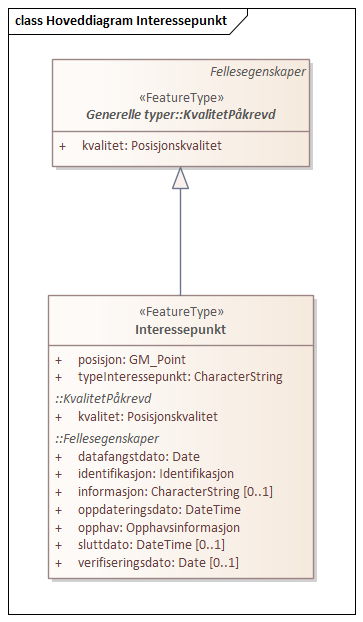 class Hoveddiagram Interessepunkt
Fellesegenskaper
«FeatureType»
Generelle typer::KvalitetPåkrevd
+ kvalitet: Posisjonskvalitet
«FeatureType»
Interessepunkt
+ posisjon: GM_Point
+ typeInteressepunkt: CharacterString
::KvalitetPåkrevd
+ kvalitet: Posisjonskvalitet
::Fellesegenskaper
+ datafangstdato: Date
+ identifikasjon: Identifikasjon
+ informasjon: CharacterString [0..1]
+ oppdateringsdato: DateTime
+ opphav: Opphavsinformasjon
+ sluttdato: DateTime [0..1]
+ verifiseringsdato: Date [0..1]